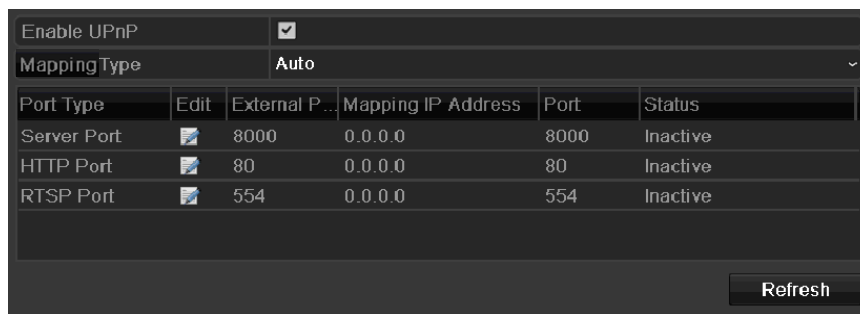 Enable UPnP
Mapping Type Auto
Port Type Edit External P... Mapping IP Address Port Status
Server Port 8000 0.0.0.0 8000 Inactive
HTTP Port 80 0.0.0.0 80 Inactive
RTSP Port 554 0.0.0.0 554 Inactive
Refresh